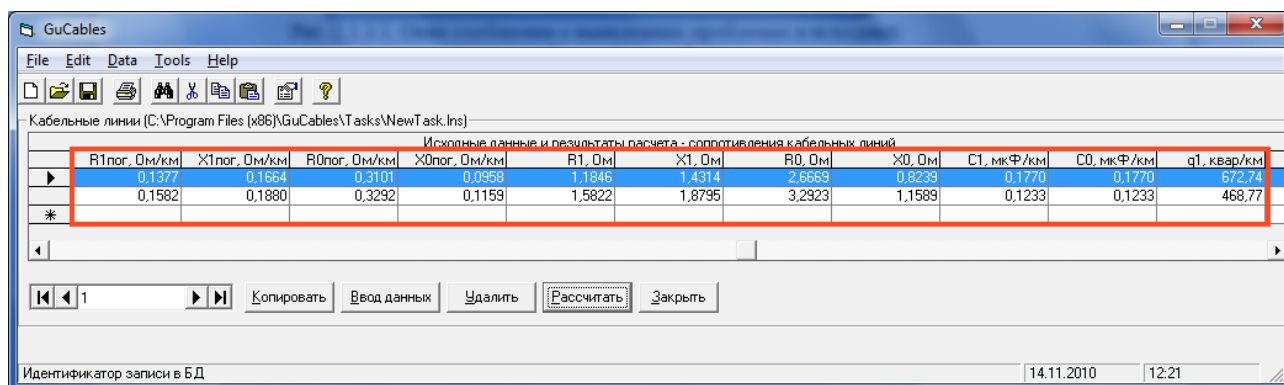 GuCables
File Edit Data Tools Help
Кабельные линии (C:\Program Files (x86)\GuCables\Tasks\NewTask.lns)
Исходные данные и результаты расчета - сопротивления кабельных линий
R1пог, Ом/км X1пог, Ом/км R0пог, Ом/км X0пог, Ом/км R1, Ом X1, Ом R0, Ом X0, Ом C1, мкФ/км C0, мкФ/км q1, квар/км
0,1377 0,1664 0,3101 0,0958 1,1846 1,4314 2,6669 0,8239 0,1770 0,1770 672,74
0,1582 0,1880 0,3292 0,1159 1,5822 1,8795 3,2923 1,1589 0,1233 0,1233 468,77
1 Копировать Ввод данных Удалить Рассчитать Закрыть
Идентификатор записи в БД 14.11.2010 12:21